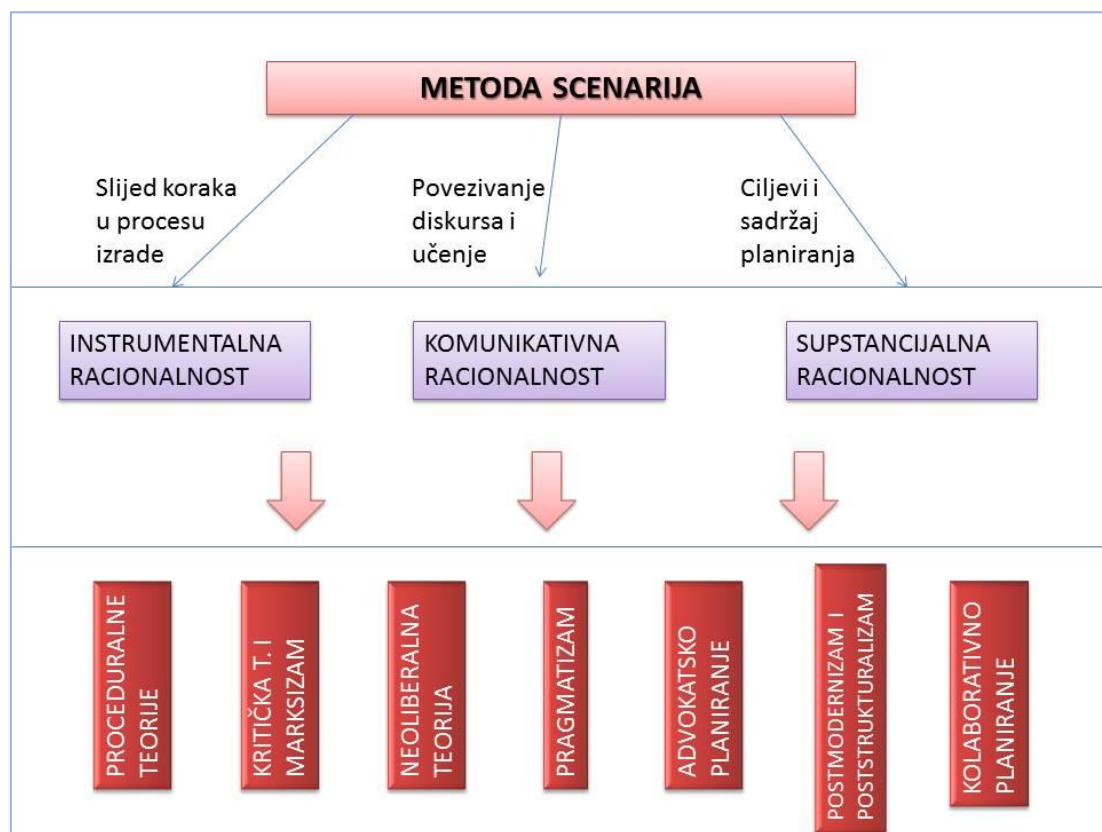 METODA SCENARIJA
Slijed koraka
u procesu
izrade
Povezivanje
diskursa i
učenje
Ciljevi i
sadržaj
planiranja
INSTRUMENTALNA
RACIONALNOST
KOMUNIKATIVNA
RACIONALNOST
SUPSTANCIJALNA
RACIONALNOST
PROCEDURALNE
TEORIJE
KRITIČKA T. I
MARKSIZAM
NEOLIBERALNA
TEORIJA
PRAGMATIZAM
ADVOKATSKO
PLANIRANJE
POSTMODERNIZAM I
POSTSTRUKTURALIZAM
KOLABORATIVNO
PLANIRANJE